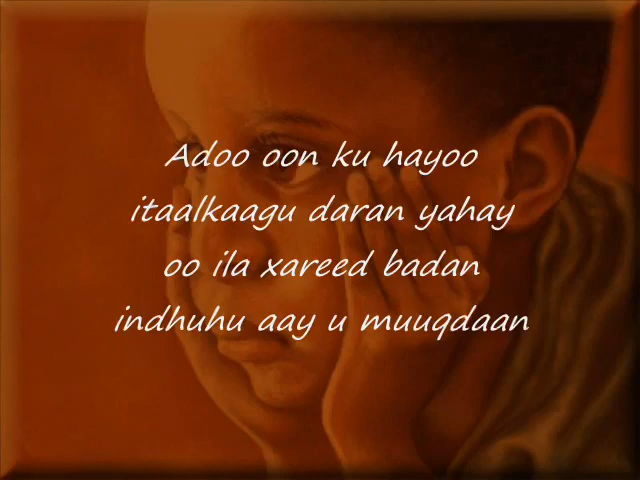 Adoo oon ku hayoo
itaalkaagu daran yahay
oo ila xareed badan
indhuhu aay u muuqdaan